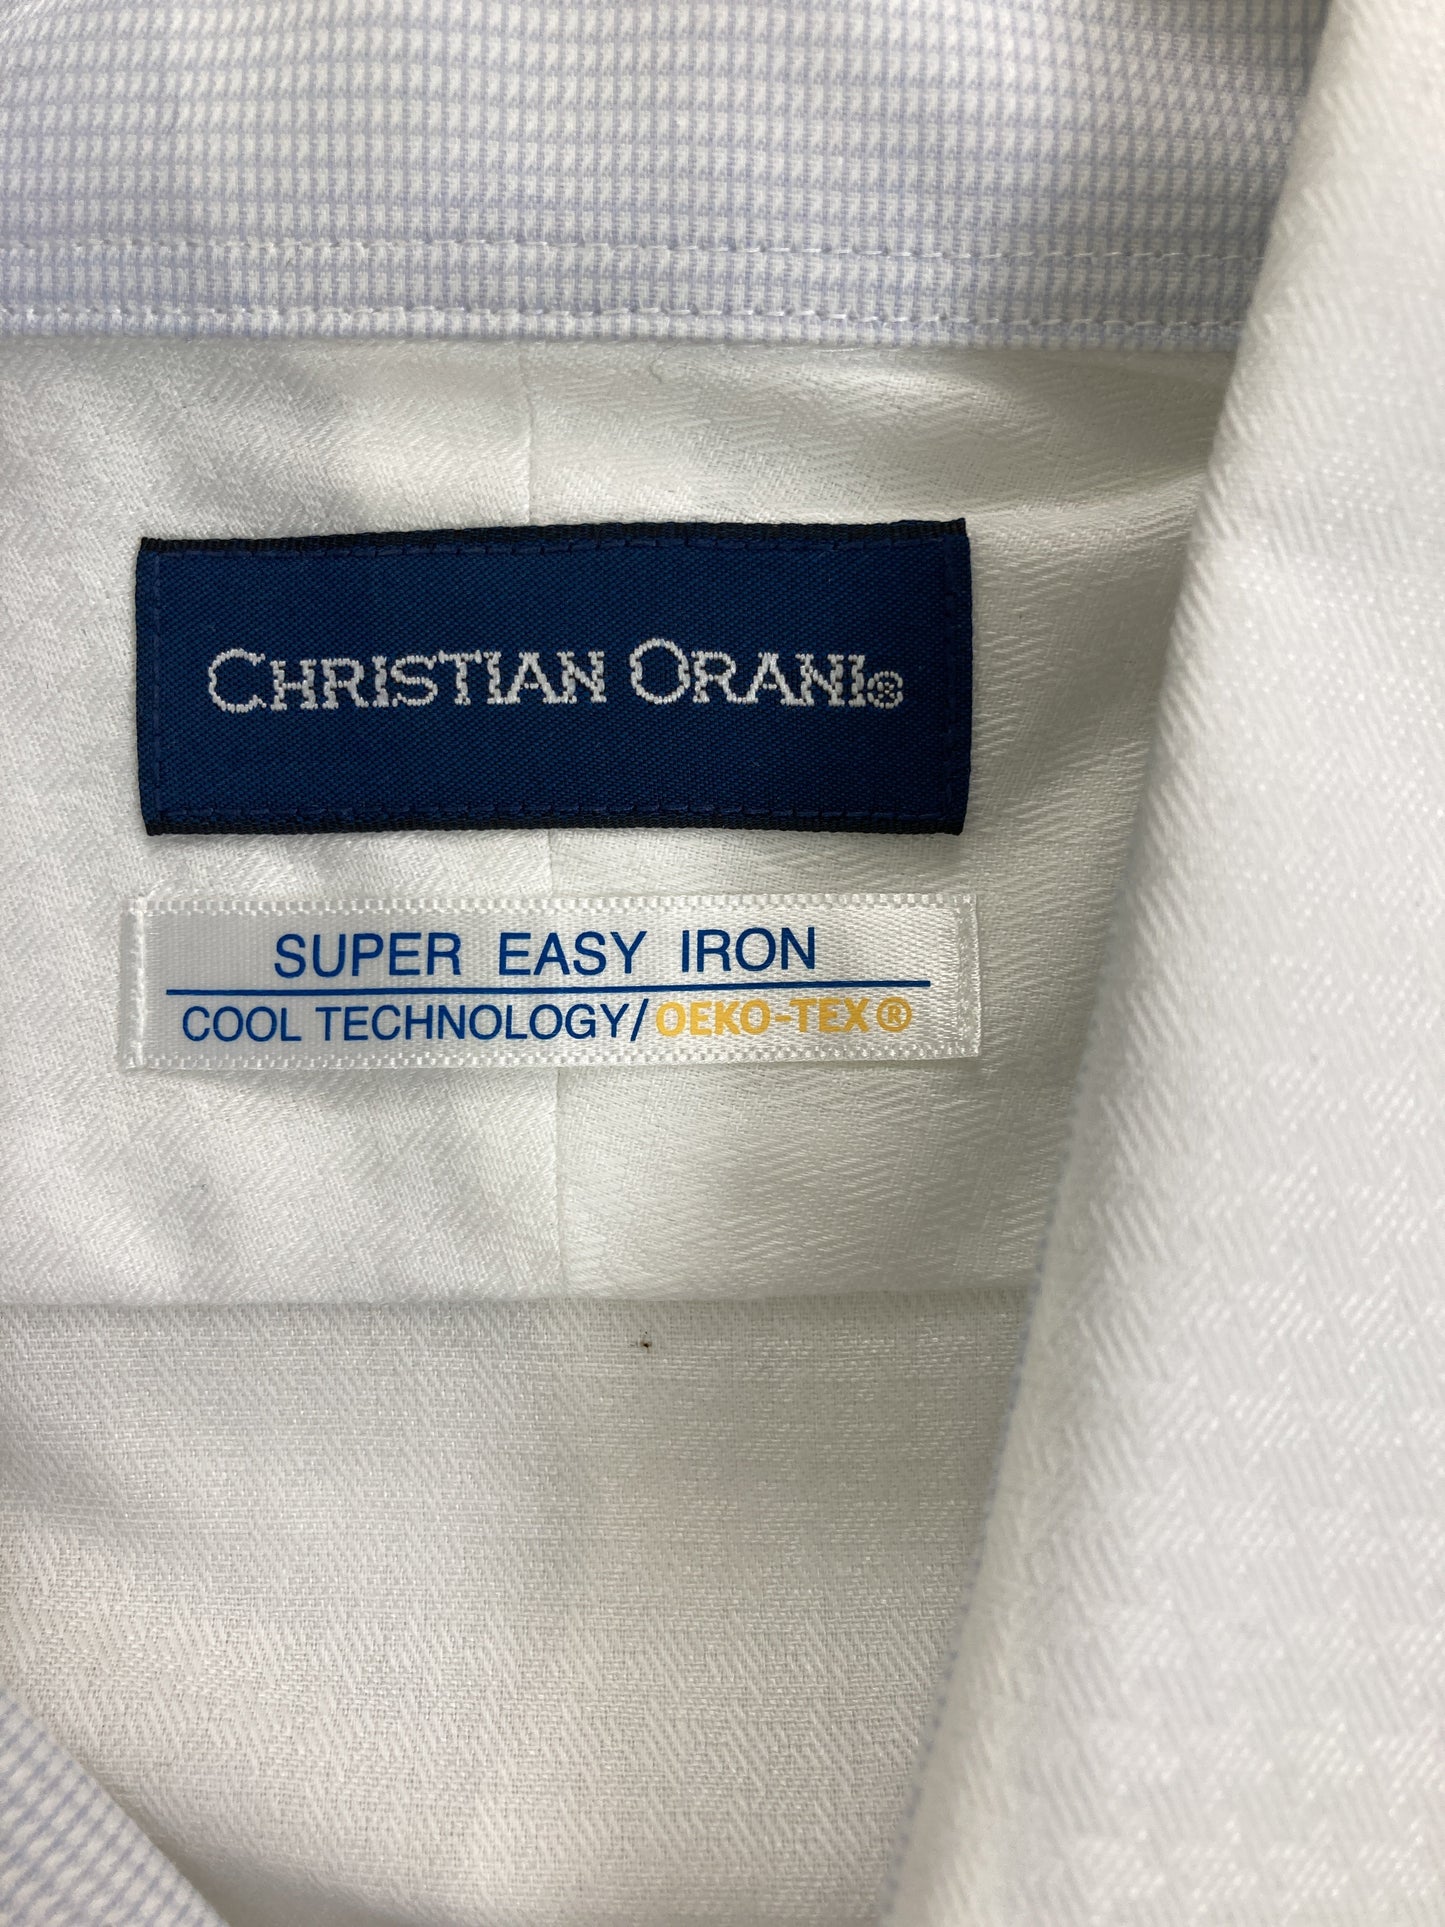 CHRISTIAN ORANI®
SUPER EASY IRON
COOL TECHNOLOGY/OEKO-TEX®